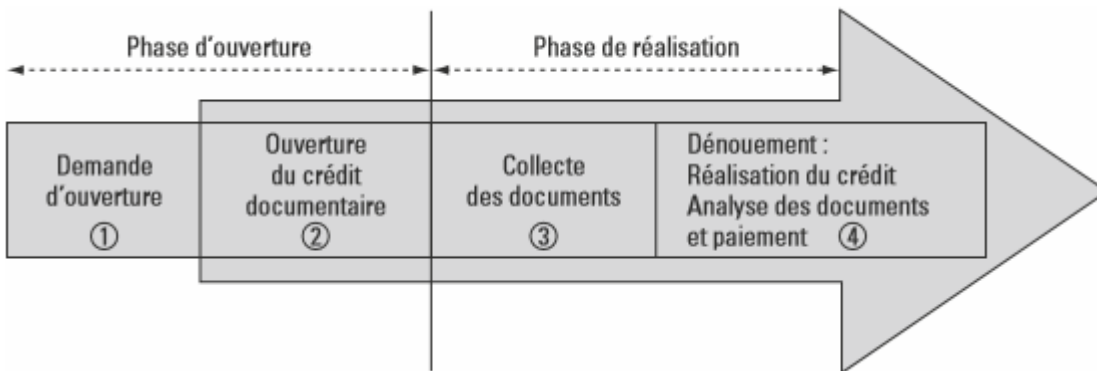 Phase d'ouverture
Phase de réalisation
Demande
d'ouverture
①
Ouverture
du crédit
documentaire
②
Collecte
des documents
③
Dénouement :
Réalisation du crédit
Analyse des documents
et paiement ④